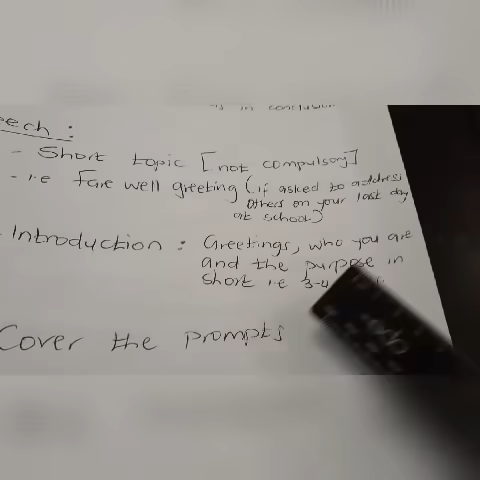 is in conclusion
ech :
- Short topic [not compulsory]
- i.e Fare well greeting (if asked to address
others on your last day
at school)
- Introduction : Greetings, who you are
and the purpose in
short i.e 3-4
Cover the prompts